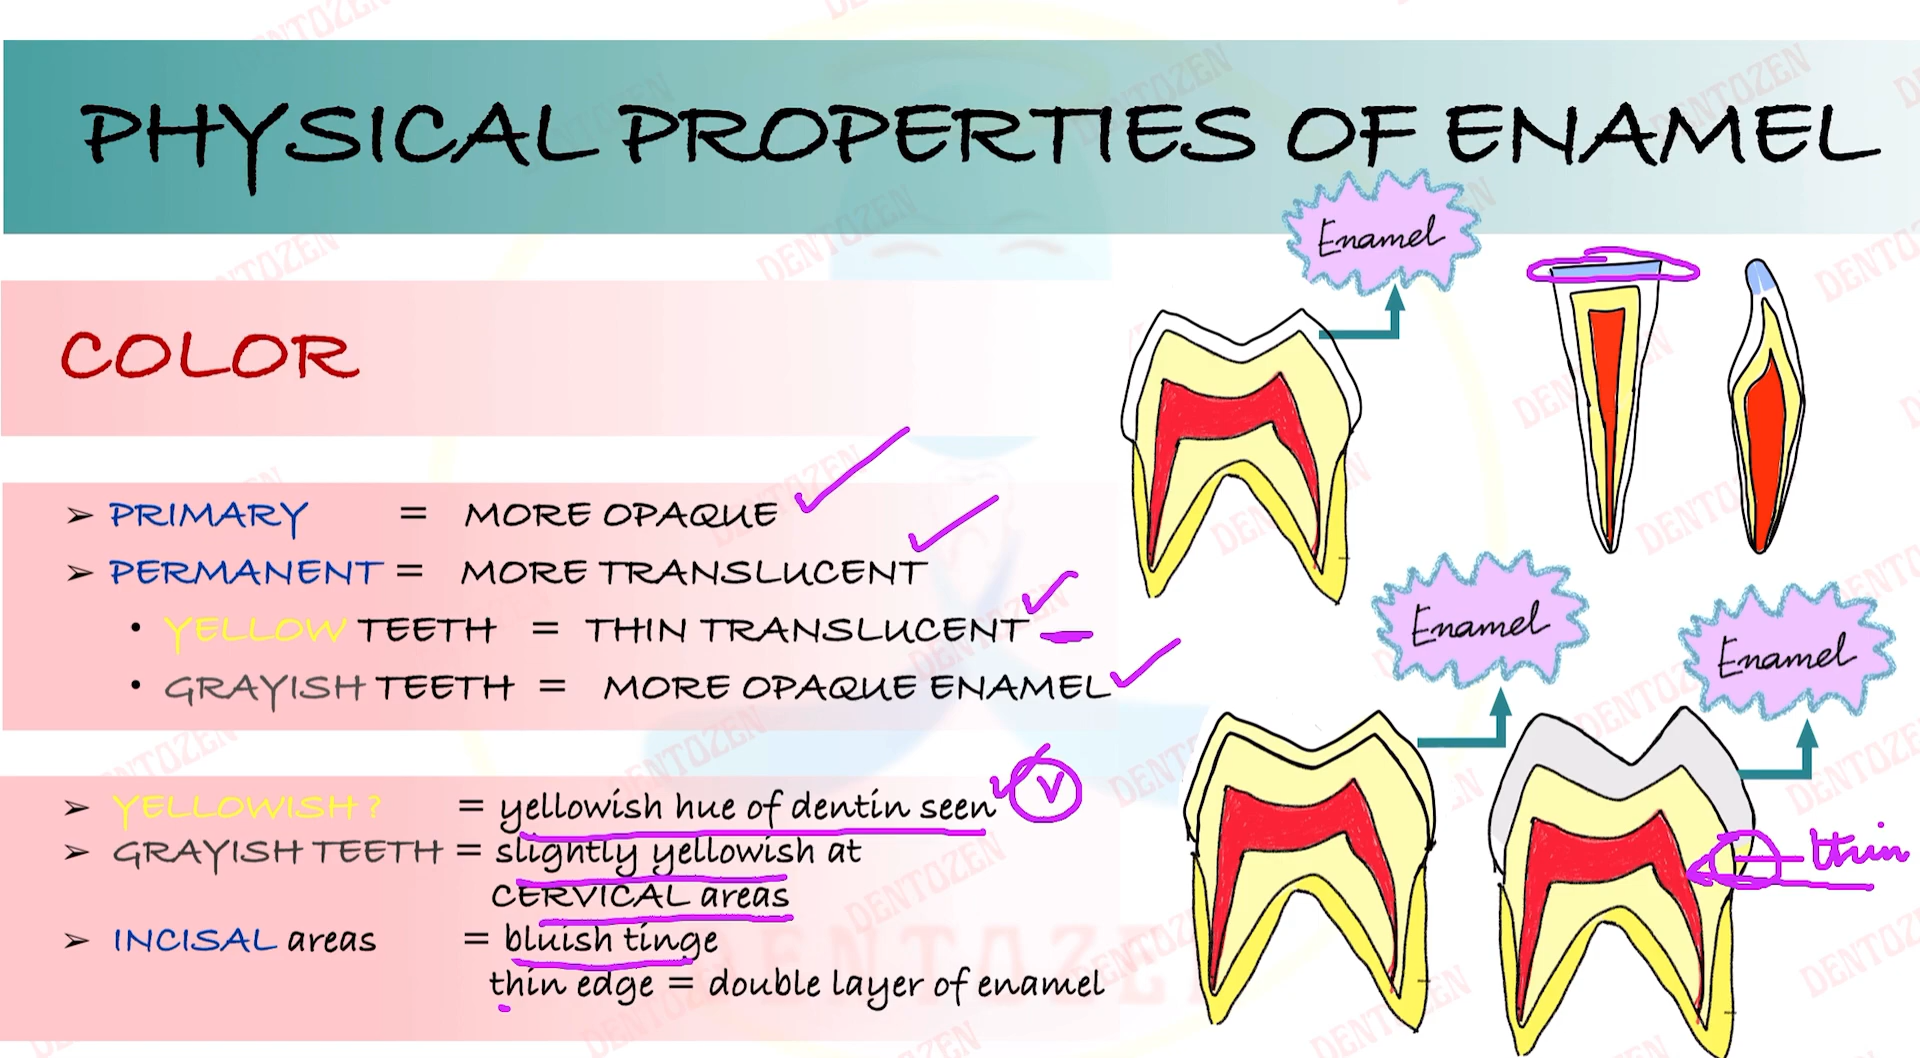 PHYSICAL PROPERTIES OF ENAMEL
Enamel
COLOR
➢ PRIMARY = MORE OPAQUE
➢ PERMANENT = MORE TRANSLUCENT
• YELLOW TEETH = THIN TRANSLUCENT
• GRAYISH TEETH = MORE OPAQUE ENAMEL
Enamel
Enamel
➢ YELLOWISH ? = yellowish hue of dentin seen
➢ GRAYISH TEETH = slightly yellowish at
CERVICAL areas
➢ INCISAL areas = bluish tinge
thin edge = double layer of enamel
thin
DENTOZEN